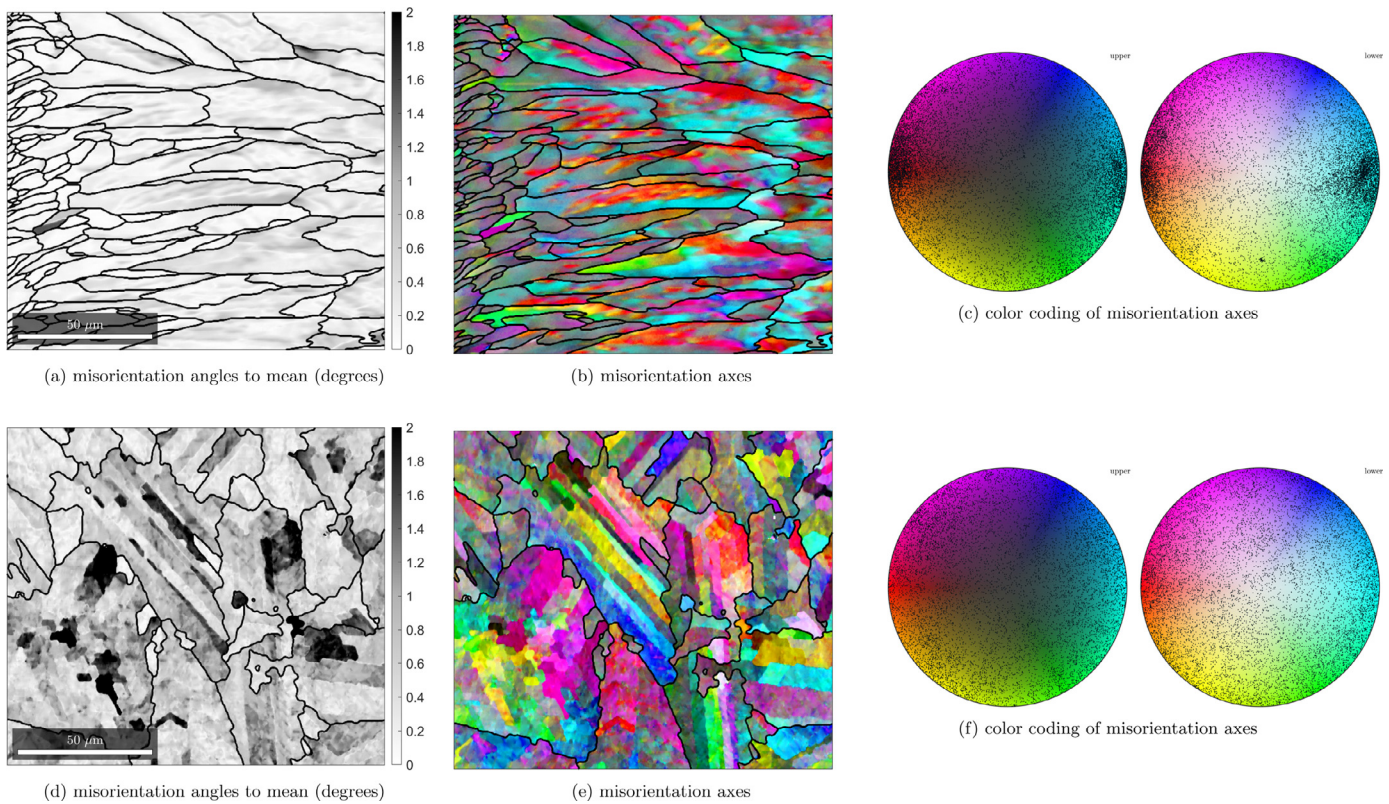 2
1.8
1.6
1.4
1.2
1
0.8
0.6
0.4
0.2
0
50 µm
upper
lower
(c) color coding of misorientation axes
(a) misorientation angles to mean (degrees)
(b) misorientation axes
2
1.8
1.6
1.4
1.2
1
0.8
0.6
0.4
0.2
0
50 µm
upper
lower
(f) color coding of misorientation axes
(d) misorientation angles to mean (degrees)
(e) misorientation axes